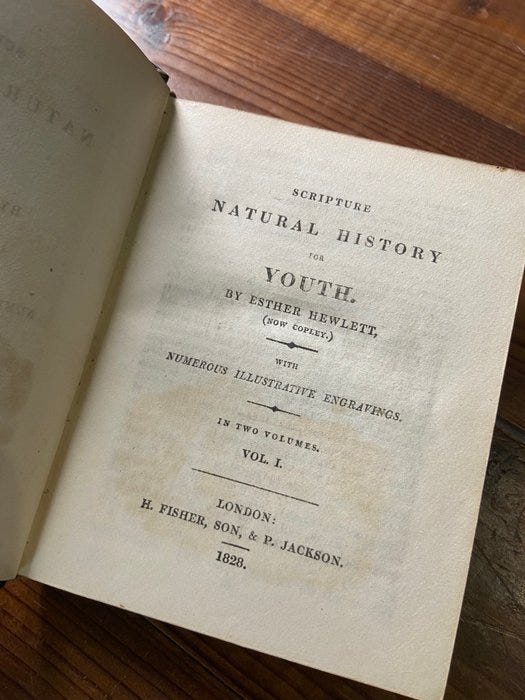 SCRIPTURE
NATURAL HISTORY
FOR
YOUTH.
BY ESTHER HEWLETT,
(NOW COPLEY.)
WITH
NUMEROUS ILLUSTRATIVE ENGRAVINGS.
IN TWO VOLUMES.
VOL. I.
LONDON:
H. FISHER, SON, & P. JACKSON.
1828.